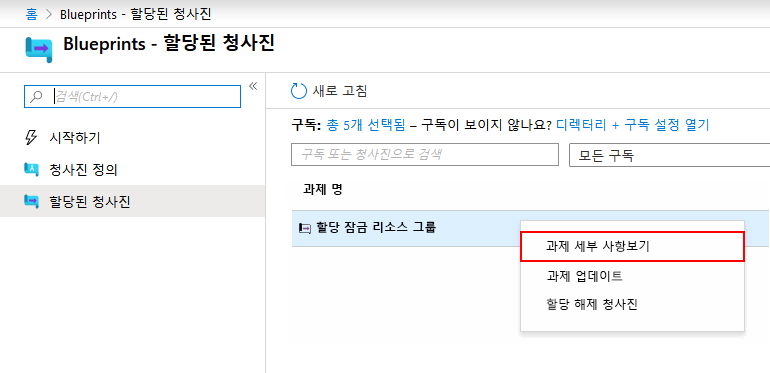 홈 > Blueprints - 할당된 청사진
Blueprints - 할당된 청사진
검색(Ctrl+/)
«
시작하기
청사진 정의
할당된 청사진
새로 고침
구독: 총 5개 선택됨 – 구독이 보이지 않나요? 디렉터리 + 구독 설정 열기
구독 또는 청사진으로 검색
모든 구독
과제 명
할당 잠금 리소스 그룹
과제 세부 사항보기
과제 업데이트
할당 해제 청사진